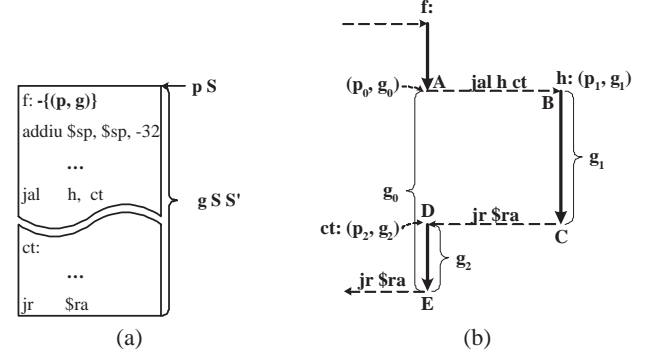 p S
f: -{(p, g)}
addiu $sp, $sp, -32
...
jal h, ct
g S S'
ct:
...
jr $ra
(a)
f:
(p0, g0) A jal h ct h: (p1, g1)
B
g1
g0
D jr $ra
ct: (p2, g2) C
g2
jr $ra
E
(b)